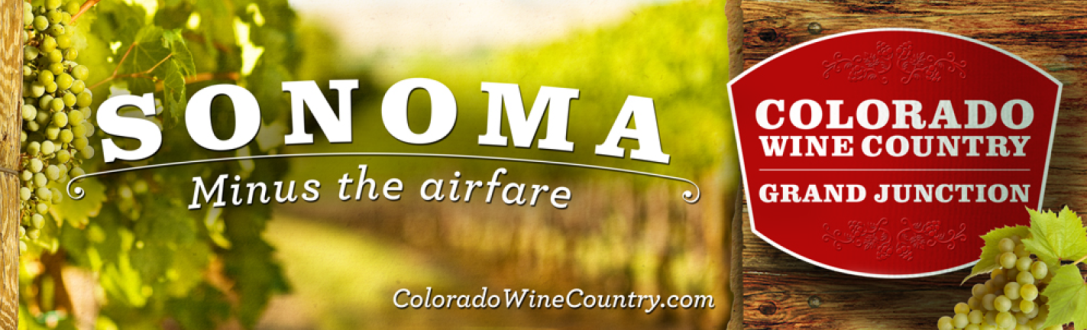 SONOMA
Minus the airfare
ColoradoWineCountry.com
COLORADO
WINE COUNTRY
GRAND JUNCTION